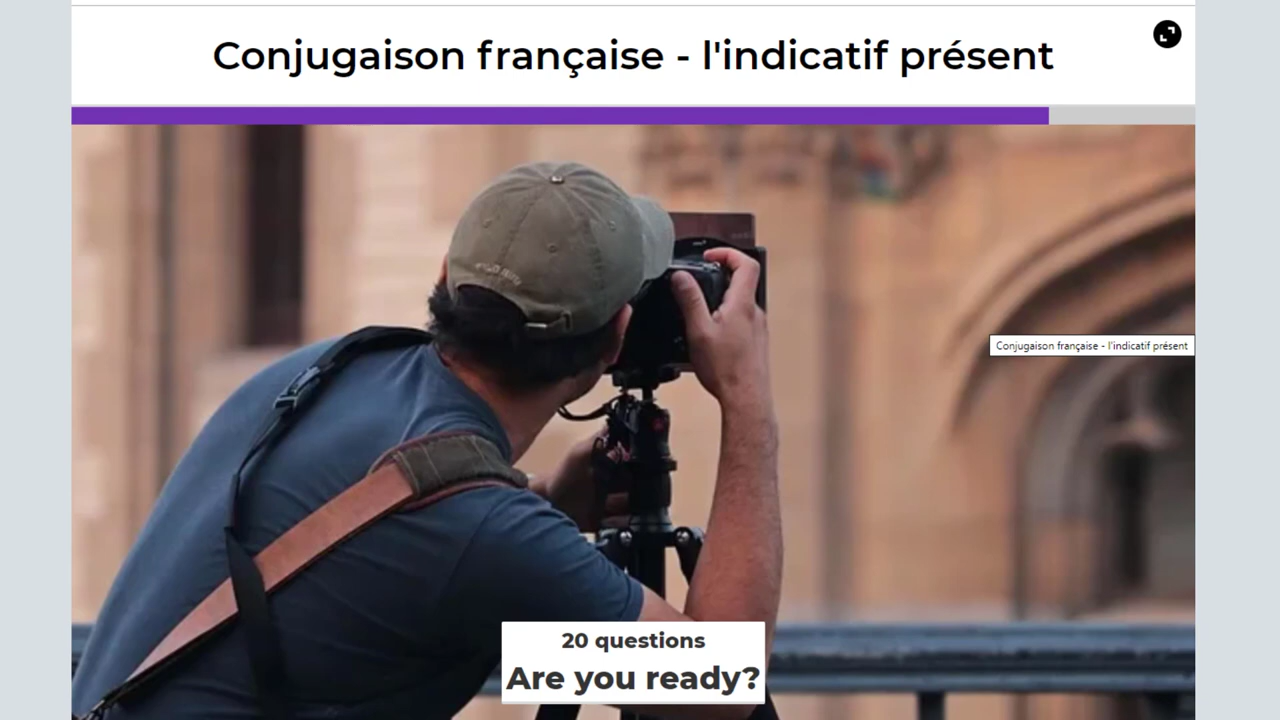 Conjugaison française - l'indicatif présent
Conjugaison française - l'indicatif présent
20 questions
Are you ready?